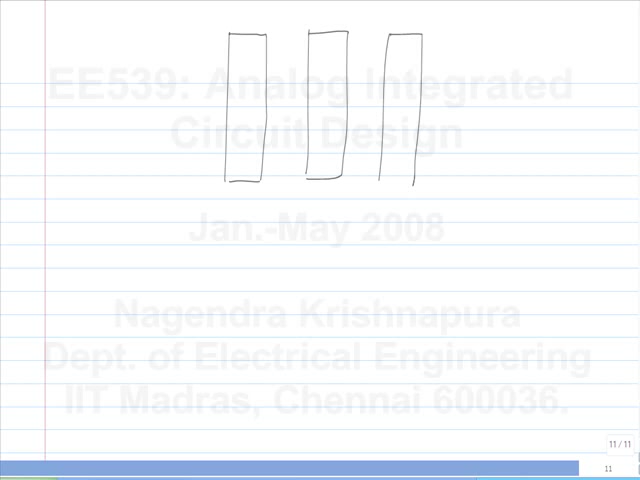 EE539: Analog Integrated
Circuit Design
Jan.-May 2008
Nagendra Krishnapura
Dept. of Electrical Engineering
IIT Madras, Chennai 600036.
11 / 11
11